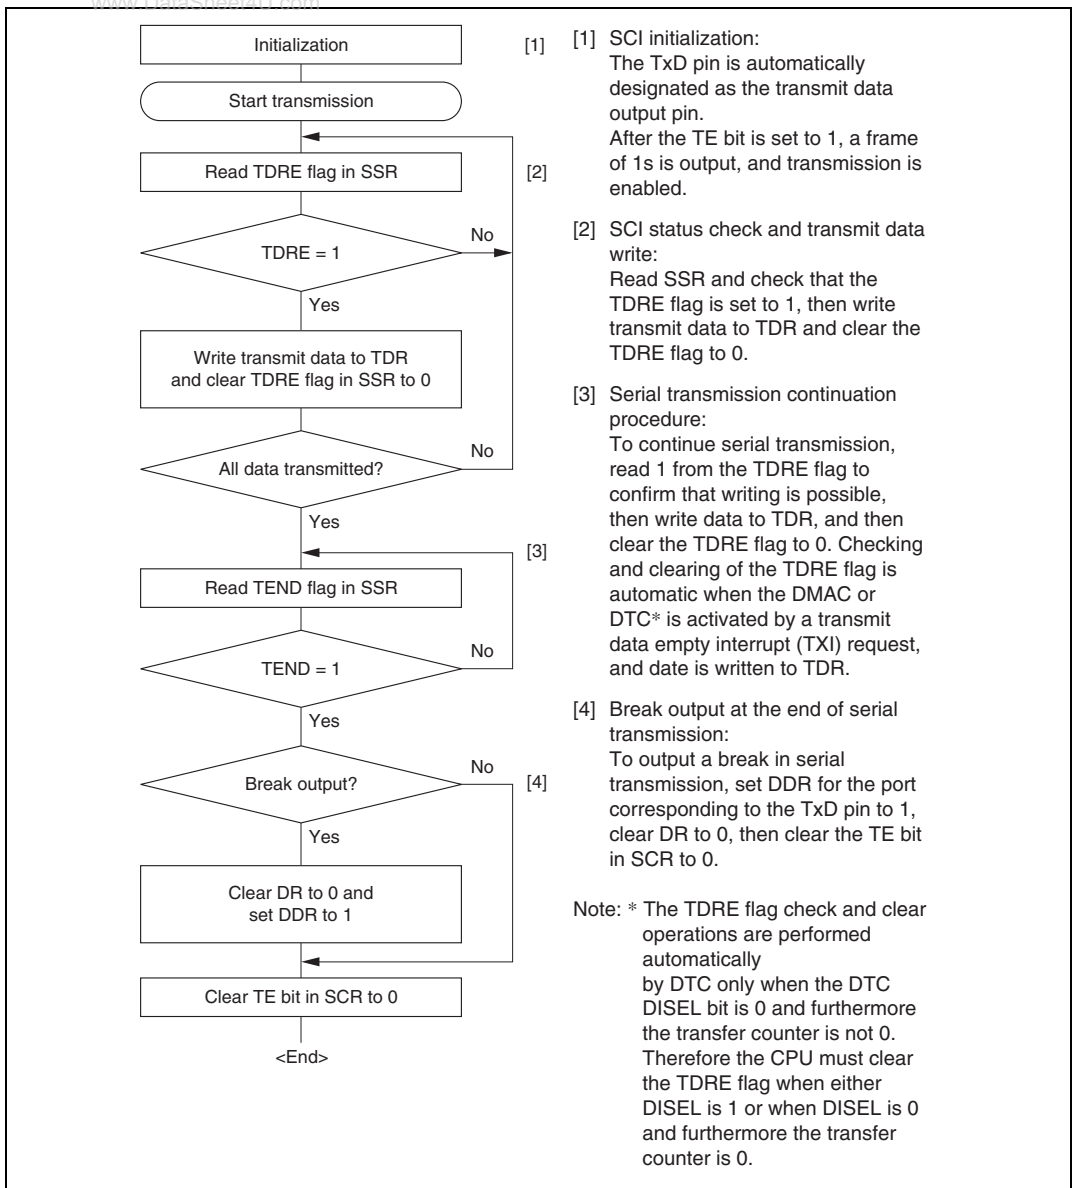 www.DataSheet4U.com
Initialization
[1]
Start transmission
Read TDRE flag in SSR
[2]
TDRE = 1
No
Yes
Write transmit data to TDR
and clear TDRE flag in SSR to 0
All data transmitted?
No
Yes
[3]
Read TEND flag in SSR
TEND = 1
No
Yes
Break output?
No
[4]
Yes
Clear DR to 0 and
set DDR to 1
Clear TE bit in SCR to 0
<End>
[1] SCI initialization:
The TxD pin is automatically
designated as the transmit data
output pin.
After the TE bit is set to 1, a frame
of 1s is output, and transmission is
enabled.
[2] SCI status check and transmit data
write:
Read SSR and check that the
TDRE flag is set to 1, then write
transmit data to TDR and clear the
TDRE flag to 0.
[3] Serial transmission continuation
procedure:
To continue serial transmission,
read 1 from the TDRE flag to
confirm that writing is possible,
then write data to TDR, and then
clear the TDRE flag to 0. Checking
and clearing of the TDRE flag is
automatic when the DMAC or
DTC* is activated by a transmit
data empty interrupt (TXI) request,
and date is written to TDR.
[4] Break output at the end of serial
transmission:
To output a break in serial
transmission, set DDR for the port
corresponding to the TxD pin to 1,
clear DR to 0, then clear the TE bit
in SCR to 0.
Note: * The TDRE flag check and clear
operations are performed
automatically
by DTC only when the DTC
DISEL bit is 0 and furthermore
the transfer counter is not 0.
Therefore the CPU must clear
the TDRE flag when either
DISEL is 1 or when DISEL is 0
and furthermore the transfer
counter is 0.